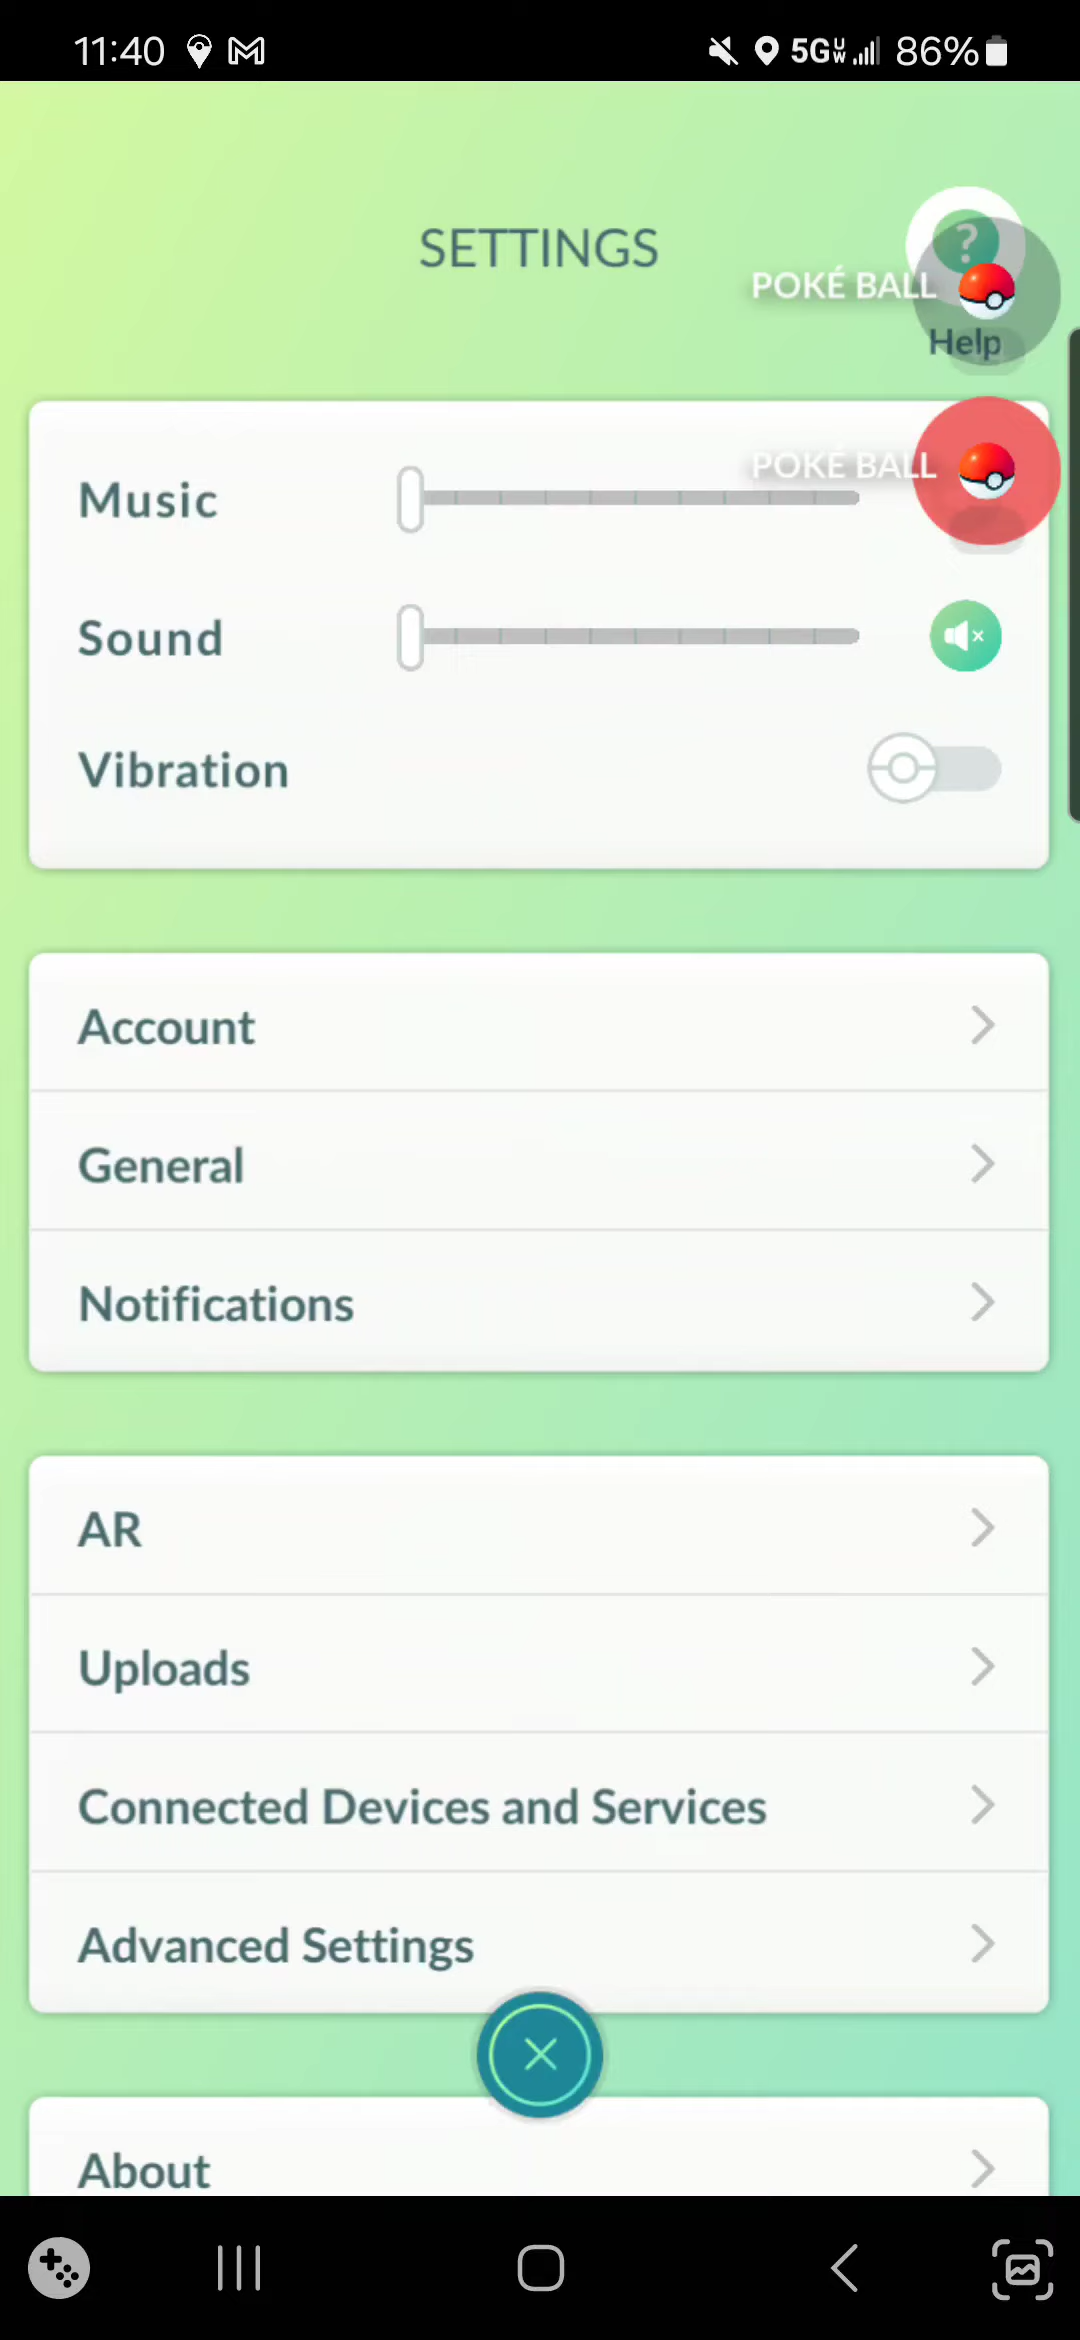 11:40
5G UW 86%
SETTINGS
POKÉ BALL
Help
Music
POKÉ BALL
Sound
Vibration
Account
General
Notifications
AR
Uploads
Connected Devices and Services
Advanced Settings
About